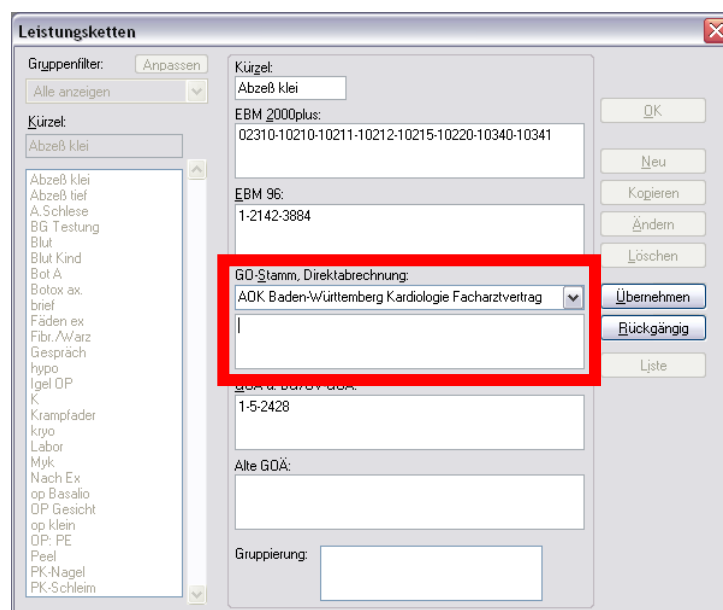 Leistungsketten
Gruppenfilter:
Anpassen
Alle anzeigen
Kürzel:
Abzeß klei
Abzeß klei
Abzeß tief
A.Schlese
BG Testung
Blut
Blut Kind
Bot A
Botox ax.
brief
Fäden ex
Fibr./Warz
Gespräch
hypo
Igel OP
K
Krampfader
kryo
Labor
Myk
Nach Ex
op Basalio
OP Gesicht
op klein
OP: PE
Peel
PK-Nagel
PK-Schleim
Kürzel:
Abzeß klei
EBM 2000plus:
02310-10210-10211-10212-10215-10220-10340-10341
EBM 96:
1-2142-3884
GO-Stamm, Direktabrechnung:
AOK Baden-Württemberg Kardiologie Facharztvertrag
GOÄ u. BG/UV-GOÄ:
1-5-2428
Alte GOÄ:
Gruppierung:
OK
Neu
Kopieren
Ändern
Löschen
Übernehmen
Rückgängig
Liste